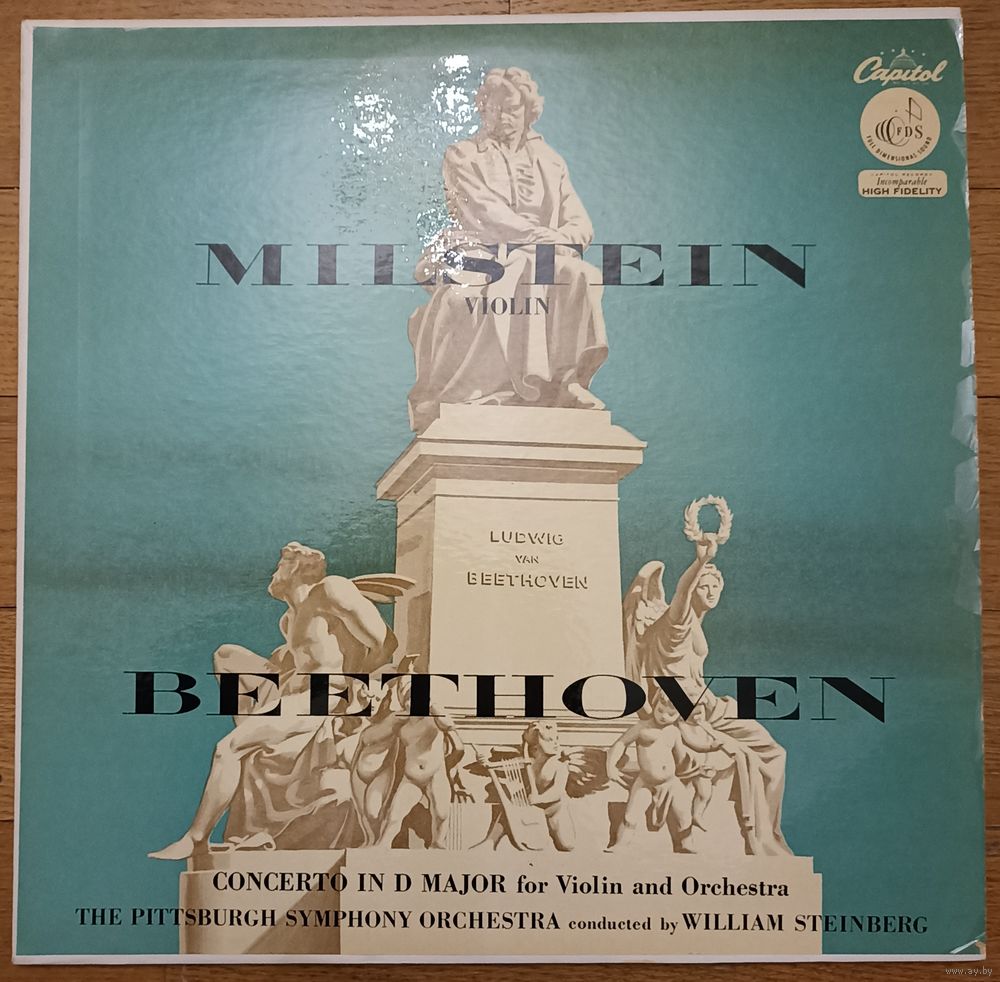 Capitol
FDS
FULL DIMENSIONAL SOUND
CAPITOL RECORDS
Incomparable
HIGH FIDELITY
MILSTEIN
VIOLIN
LUDWIG
VAN
BEETHOVEN
BEETHOVEN
CONCERTO IN D MAJOR for Violin and Orchestra
THE PITTSBURGH SYMPHONY ORCHESTRA conducted by WILLIAM STEINBERG
www.ay.by